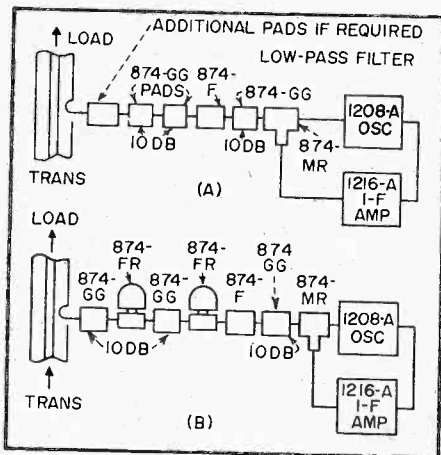 ADDITIONAL PADS IF REQUIRED
LOAD
LOW-PASS FILTER
874-GG
PADS
874-
F
874-GG
10DB
10DB
874-
MR
1208-A
OSC
1216-A
I-F
AMP
TRANS
(A)
LOAD
874-
GG
874-
FR
874-
GG
874-
FR
874-
F
874
GG
874-
MR
10DB
10DB
1208-A
OSC
1216-A
I-F
AMP
TRANS
(B)